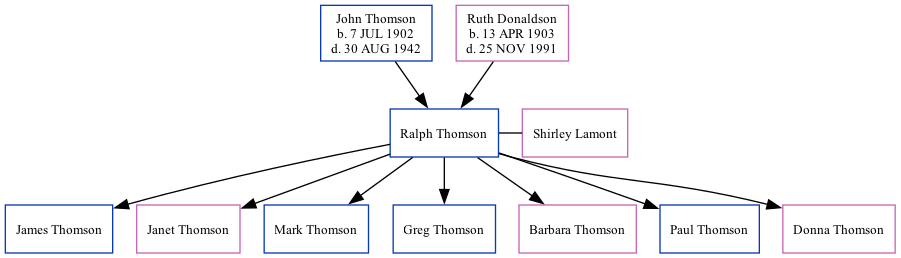 John Thomson
b. 7 JUL 1902
d. 30 AUG 1942
Ruth Donaldson
b. 13 APR 1903
d. 25 NOV 1991
Ralph Thomson
Shirley Lamont
James Thomson
Janet Thomson
Mark Thomson
Greg Thomson
Barbara Thomson
Paul Thomson
Donna Thomson